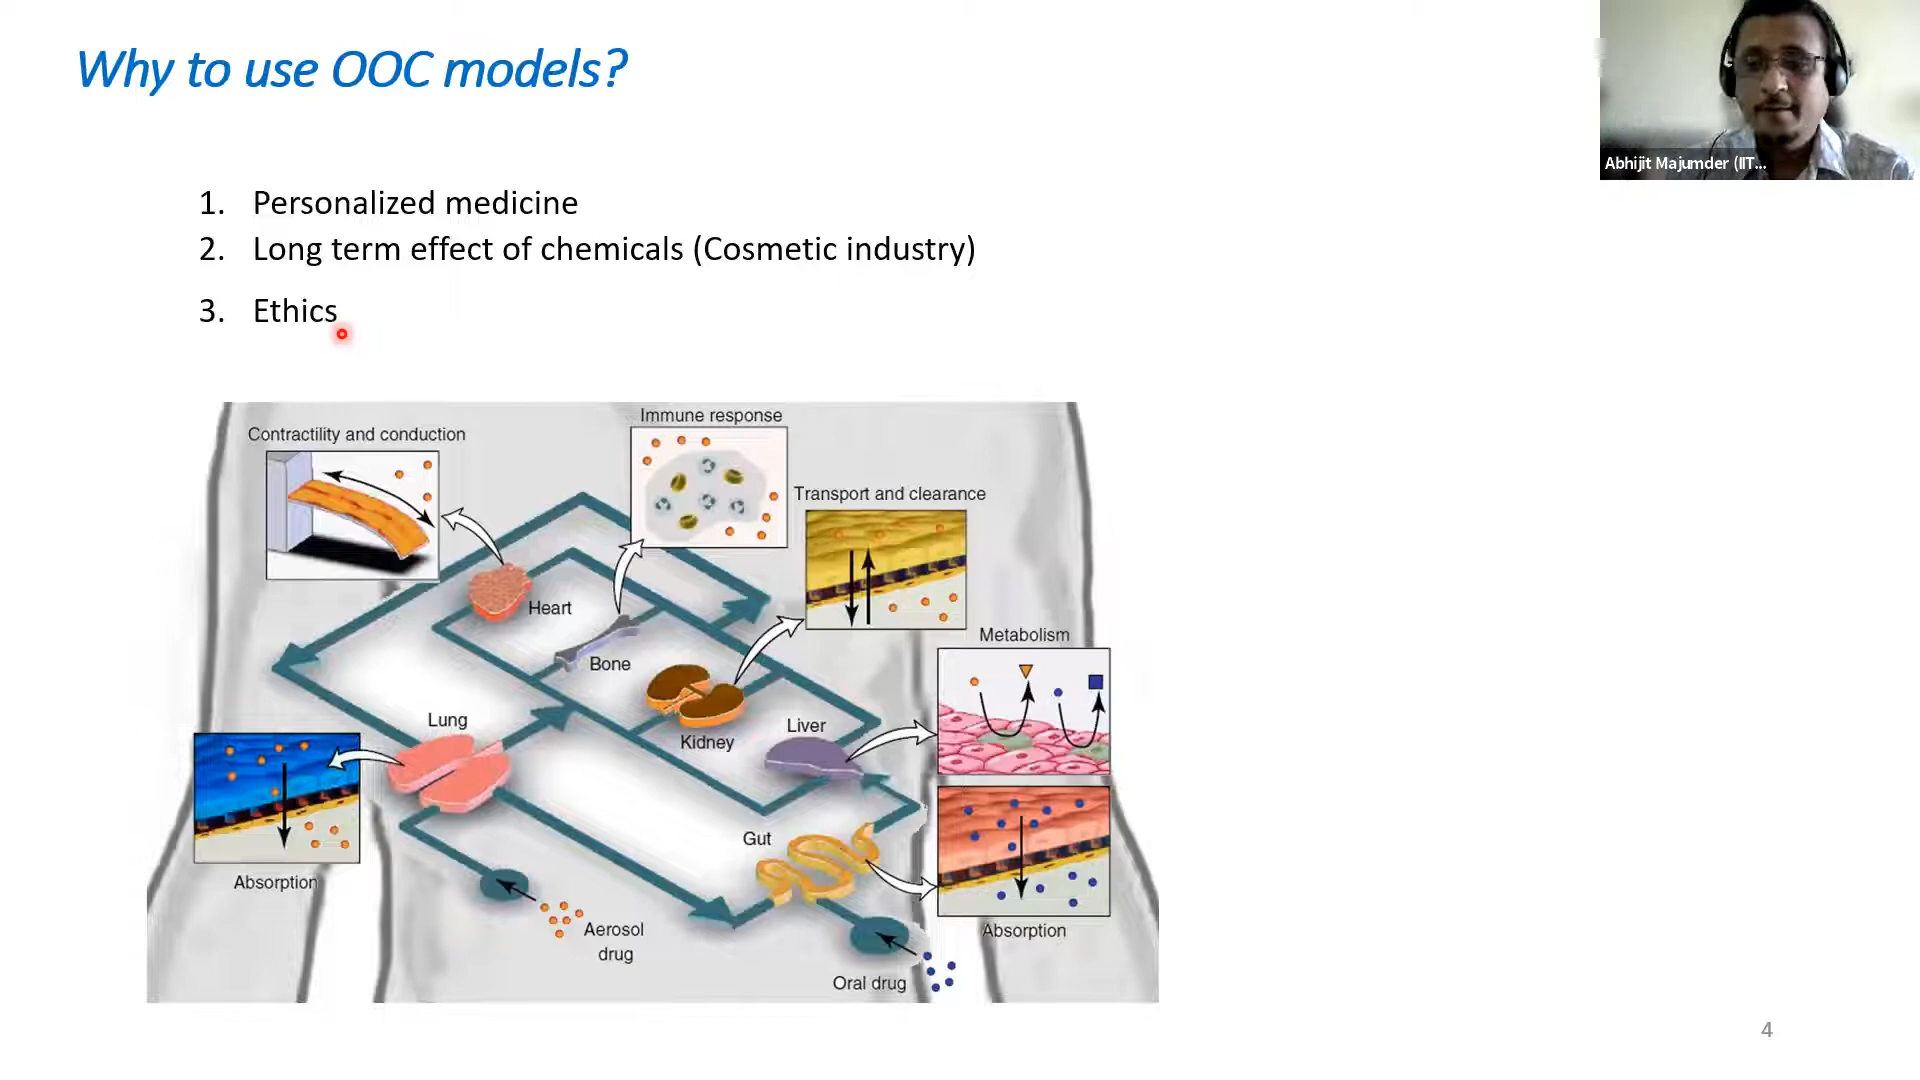 Why to use OOC models?
Abhijit Majumder (IIT...
1. Personalized medicine
2. Long term effect of chemicals (Cosmetic industry)
3. Ethics
Immune response
Contractility and conduction
Transport and clearance
Heart
Metabolism
Bone
Lung
Liver
Kidney
Gut
Absorption
Aerosol
drug
Absorption
Oral drug
4